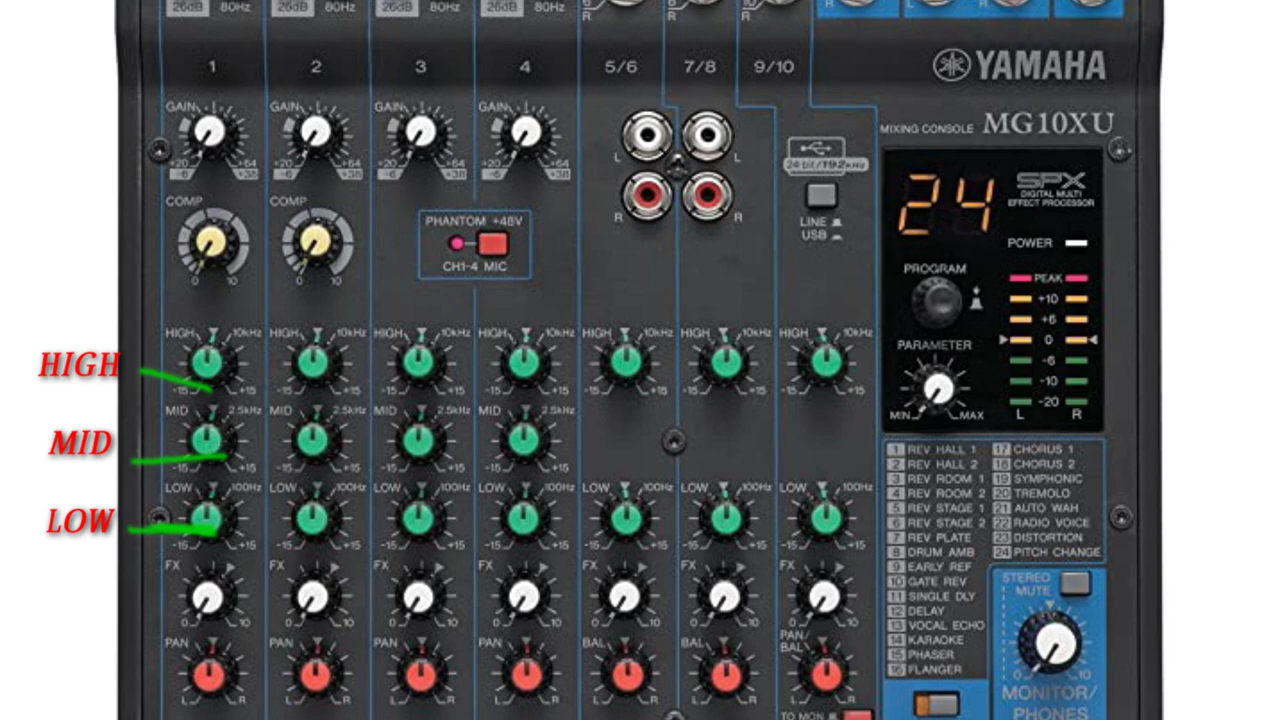 26dB 80Hz 26dB 80Hz 26dB 80Hz 26dB 80Hz R R R L R
1 2 3 4 5/6 7/8 9/10 YAMAHA
GAIN GAIN GAIN GAIN
MIXING CONSOLE MG10XU
+20 +64 +20 +64 +20 +64 +20 +64 L L 24-bit/192kHz
-6 +38 -6 +38 -6 +38 -6 +38
24 SPX
DIGITAL MULTI
EFFECT PROCESSOR
COMP COMP
R R
PHANTOM +48V LINE
USB
POWER
CH1-4 MIC
0 10 0 10
PROGRAM PEAK
+10
+6
HIGH 10kHz HIGH 10kHz HIGH 10kHz HIGH 10kHz HIGH 10kHz HIGH 10kHz HIGH 10kHz
PARAMETER 0
HIGH
-6
-10
-15 +15 -15 +15 -15 +15 -15 +15 -15 +15 -15 +15 -15 +15
-20
MID 2.5kHz MID 2.5kHz MID 2.5kHz MID 2.5kHz
MIN MAX L R
MID
-15 +15 -15 +15 -15 +15 -15 +15
LOW 100Hz LOW 100Hz LOW 100Hz LOW 100Hz LOW 100Hz LOW 100Hz LOW 100Hz
LOW
-15 +15 -15 +15 -15 +15 -15 +15 -15 +15 -15 +15 -15 +15
1 REV HALL 1 17 CHORUS 1
2 REV HALL 2 18 CHORUS 2
3 REV ROOM 1 19 SYMPHONIC
4 REV ROOM 2 20 TREMOLO
5 REV STAGE 1 21 AUTO WAH
6 REV STAGE 2 22 RADIO VOICE
7 REV PLATE 23 DISTORTION
8 DRUM AMB 24 PITCH CHANGE
9 EARLY REF
10 GATE REV
11 SINGLE DLY
12 DELAY
13 VOCAL ECHO
14 KARAOKE
15 PHASER
16 FLANGER
FX FX FX FX FX FX FX
0 10 0 10 0 10 0 10 0 10 0 10 0 10
STEREO
MUTE
PAN PAN PAN PAN BAL BAL PAN/
BAL
L R L R L R L R L R L R L R
0 10
MONITOR/
PHONES
TO MON